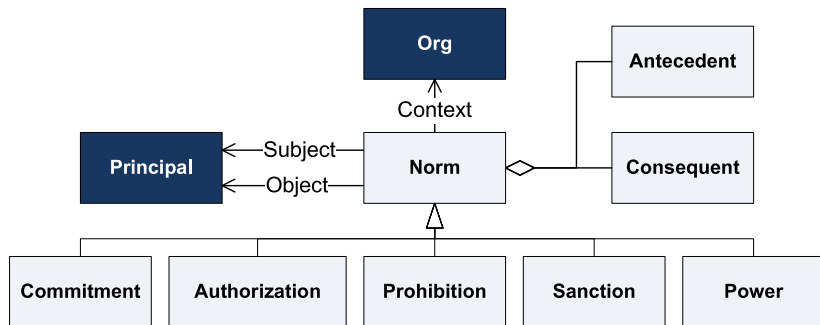 Org
Antecedent
Context
Principal
Subject
Object
Norm
Consequent
Commitment
Authorization
Prohibition
Sanction
Power